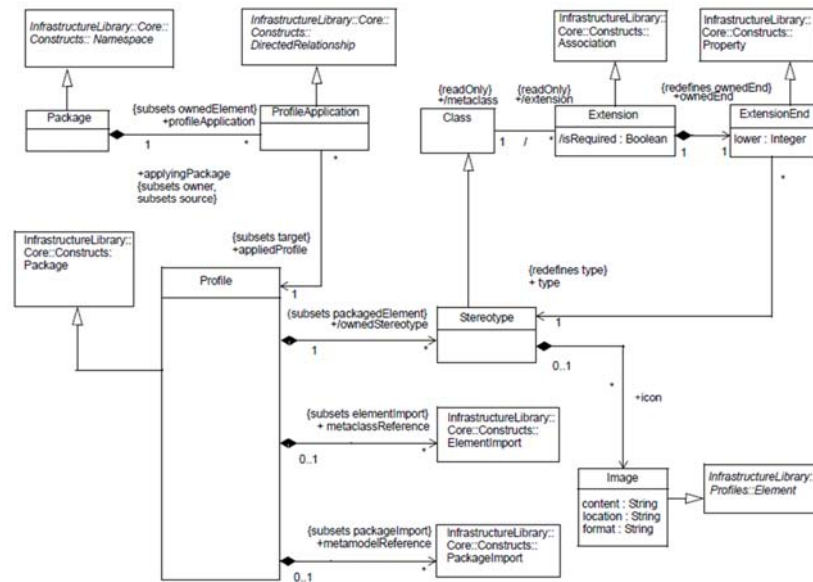 InfrastructureLibrary::Core::
Constructs:: Namespace
InfrastructureLibrary::Core::
Constructs::
DirectedRelationship
InfrastructureLibrary::
Core::Constructs::
Association
InfrastructureLibrary::
Core::Constructs::
Property
Package
{subsets ownedElement}
+profileApplication
1
*
ProfileApplication
*
+applyingPackage
{subsets owner,
subsets source}
{readOnly}
+/metaclass
{readOnly}
+/extension
Class
1
/
*
Extension
/isRequired : Boolean
{redefines ownedEnd}
+ownedEnd
1
1
ExtensionEnd
lower : Integer
*
InfrastructureLibrary::
Core::Constructs:
Package
{subsets target}
+appliedProfile
1
Profile
{redefines type}
+ type
1
(subsets packagedElement}
+/ownedStereotype
1
*
Stereotype
0..1
*
+icon
{subsets elementImport}
+ metaclassReference
0..1
*
InfrastructureLibrary::
Core::Constructs::
ElementImport
Image
content : String
location : String
format : String
InfrastructureLibrary::
Profiles::Element
{subsets packageImport}
+metamodelReference
0..1
*
InfrastructureLibrary::
Core::Constructs::
PackageImport